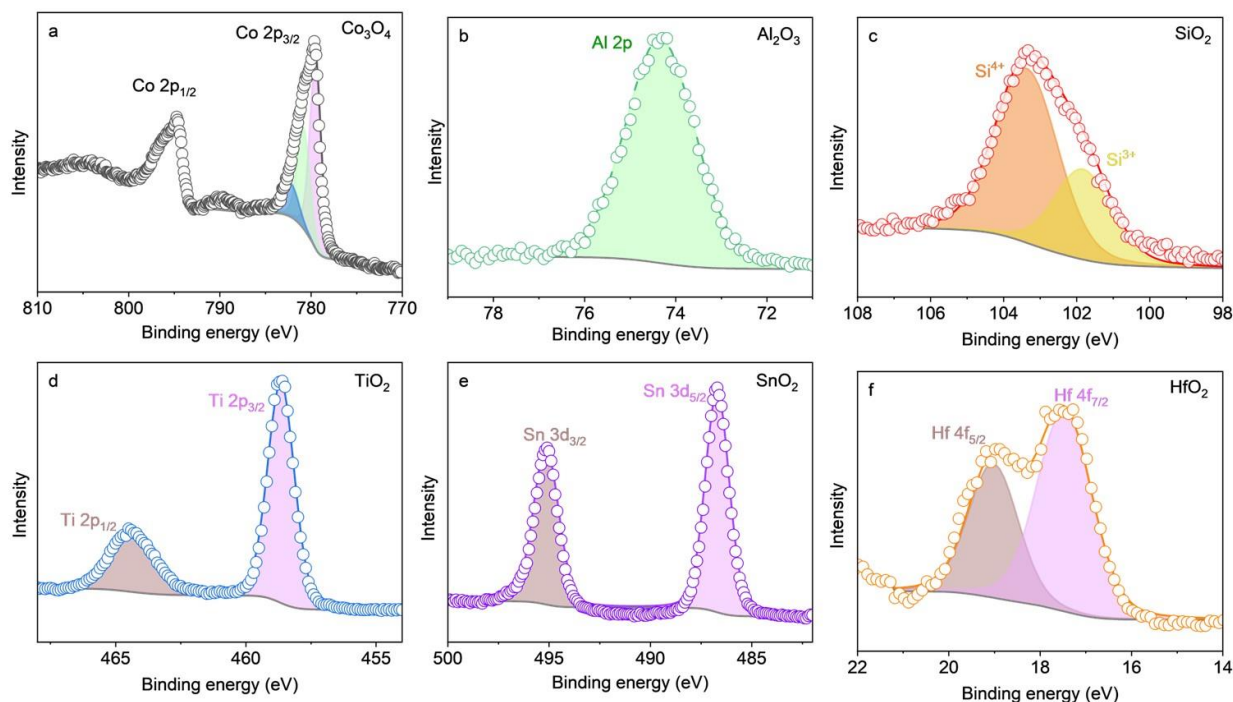 a
Co 2p₃/₂
Co₃O₄
Co 2p₁/₂
Intensity
810 800 790 780 770
Binding energy (eV)
b
Al 2p
Al₂O₃
Intensity
78 76 74 72
Binding energy (eV)
c
SiO₂
Si⁴⁺
Si³⁺
Intensity
108 106 104 102 100 98
Binding energy (eV)
d
TiO₂
Ti 2p₃/₂
Ti 2p₁/₂
Intensity
465 460 455
Binding energy (eV)
e
SnO₂
Sn 3d₅/₂
Sn 3d₃/₂
Intensity
500 495 490 485
Binding energy (eV)
f
HfO₂
Hf 4f₇/₂
Hf 4f₅/₂
Intensity
22 20 18 16 14
Binding energy (eV)